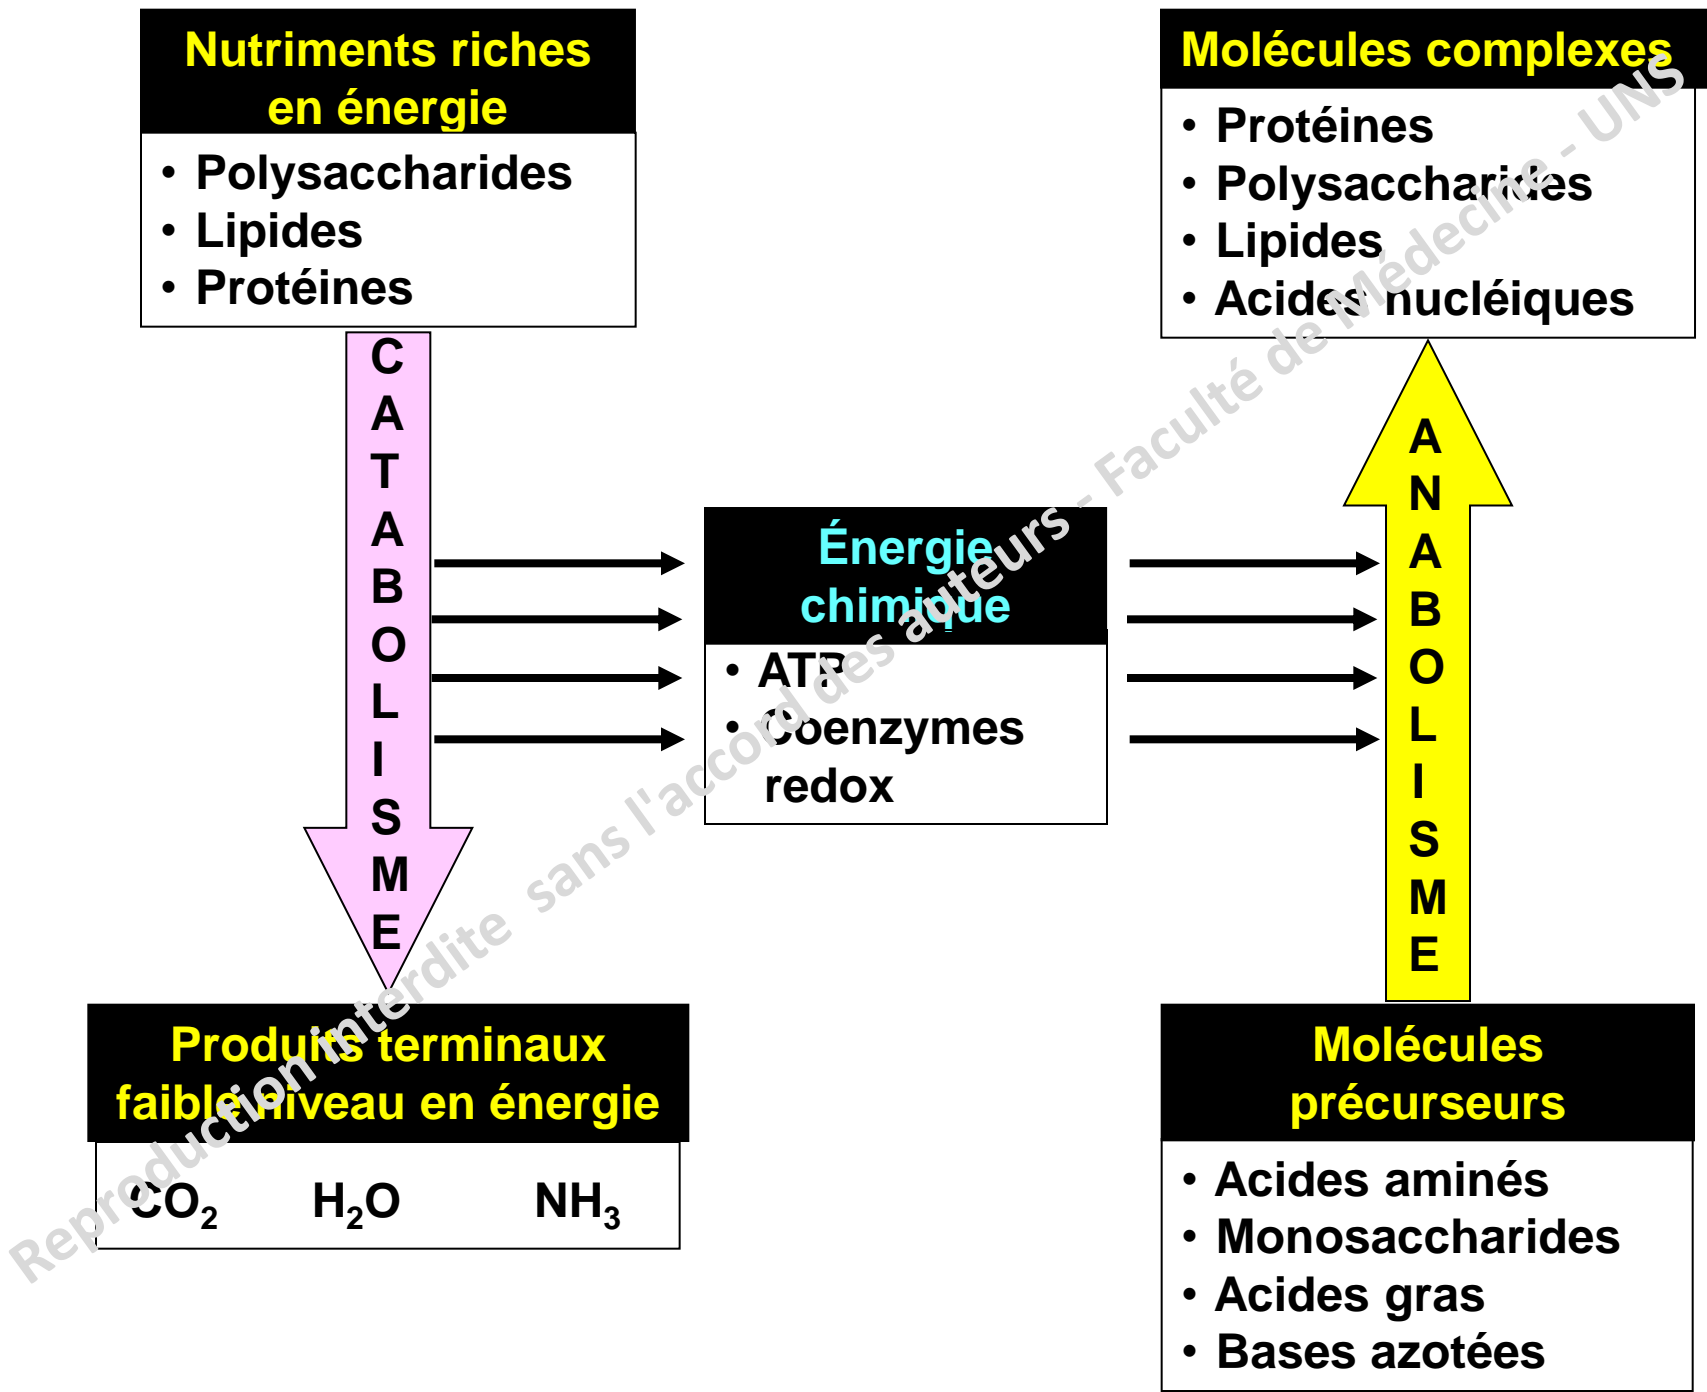 Nutriments riches
en énergie
• Polysaccharides
• Lipides
• Protéines
CATABOLISME
Produits terminaux
faible niveau en énergie
CO₂ H₂O NH₃
Énergie
chimique
• ATP
• Coenzymes
redox
Molécules complexes
• Protéines
• Polysaccharides
• Lipides
• Acides nucléiques
ANABOLISME
Molécules
précurseurs
• Acides aminés
• Monosaccharides
• Acides gras
• Bases azotées
Reproduction interdite sans l'accord des auteurs - Faculté de Médecine - UNS